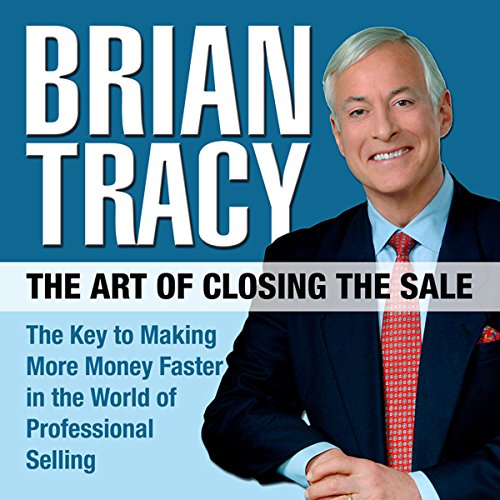 BRIAN
TRACY
THE ART OF CLOSING THE SALE
The Key to Making
More Money Faster
in the World of
Professional
Selling